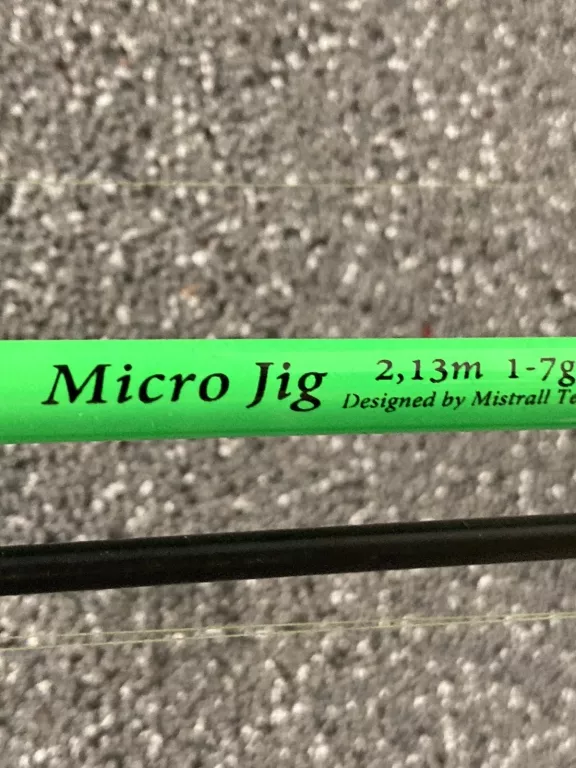 Micro Jig
2,13m 1-7g
Designed by Mistrall